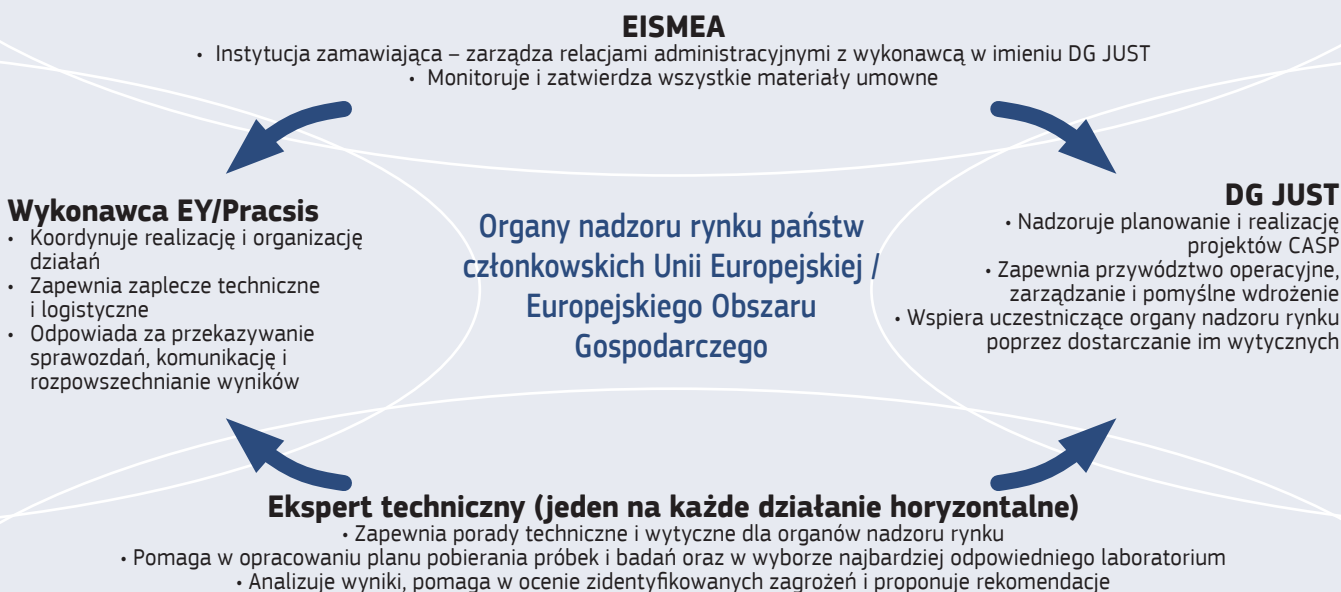 EISMEA
• Instytucja zamawiająca – zarządza relacjami administracyjnymi z wykonawcą w imieniu DG JUST
• Monitoruje i zatwierdza wszystkie materiały umowne
Wykonawca EY/Pracsis
• Koordynuje realizację i organizację
działań
• Zapewnia zaplecze techniczne
i logistyczne
• Odpowiada za przekazywanie
sprawozdań, komunikację i
rozpowszechnianie wyników
Organy nadzoru rynku państw
członkowskich Unii Europejskiej /
Europejskiego Obszaru
Gospodarczego
DG JUST
• Nadzoruje planowanie i realizację
projektów CASP
• Zapewnia przywództwo operacyjne,
zarządzanie i pomyślne wdrożenie
• Wspiera uczestniczące organy nadzoru rynku
poprzez dostarczanie im wytycznych
Ekspert techniczny (jeden na każde działanie horyzontalne)
• Zapewnia porady techniczne i wytyczne dla organów nadzoru rynku
• Pomaga w opracowaniu planu pobierania próbek i badań oraz w wyborze najbardziej odpowiedniego laboratorium
• Analizuje wyniki, pomaga w ocenie zidentyfikowanych zagrożeń i proponuje rekomendacje